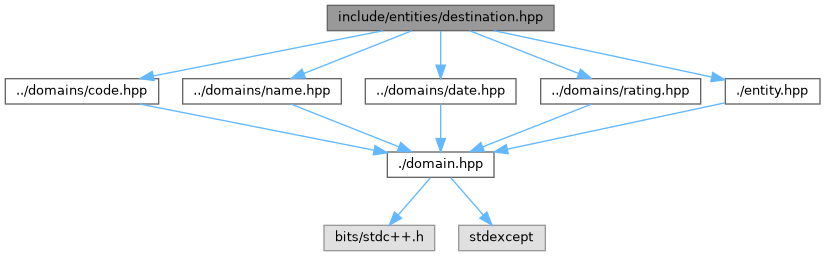 include/entities/destination.hpp
../domains/code.hpp
../domains/name.hpp
../domains/date.hpp
../domains/rating.hpp
./entity.hpp
./domain.hpp
bits/stdc++.h
stdexcept